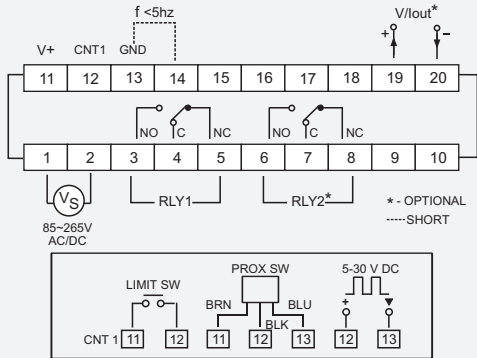 f <5hz
V/Iout*
V+ CNT1 GND
+ -
11 12 13 14 15 16 17 18 19 20
NO C NC NO C NC
1 2 3 4 5 6 7 8 9 10
VS
RLY1 RLY2*
* - OPTIONAL
-----SHORT
85~265V
AC/DC
LIMIT SW PROX SW 5-30 V DC
BRN BLU
BLK
+
CNT 1 11 12 11 12 13 12 13